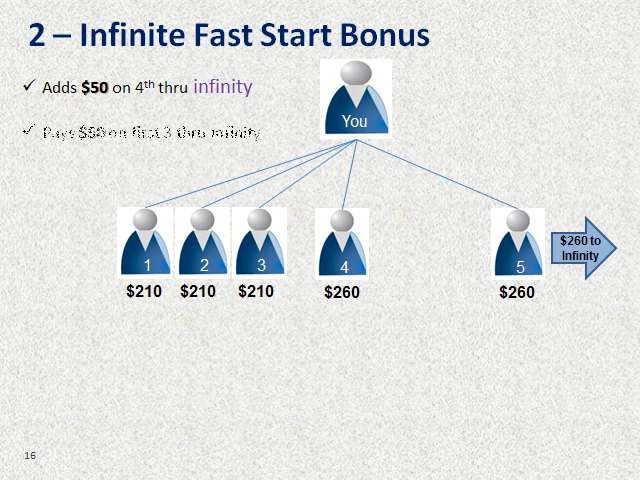 2 – Infinite Fast Start Bonus
✓ Adds $50 on 4th thru infinity
✓ Pays $50 on first 3 thru infinity
You
1 2 3 4 5
$260 to
Infinity
$210 $210 $210 $260 $260
16